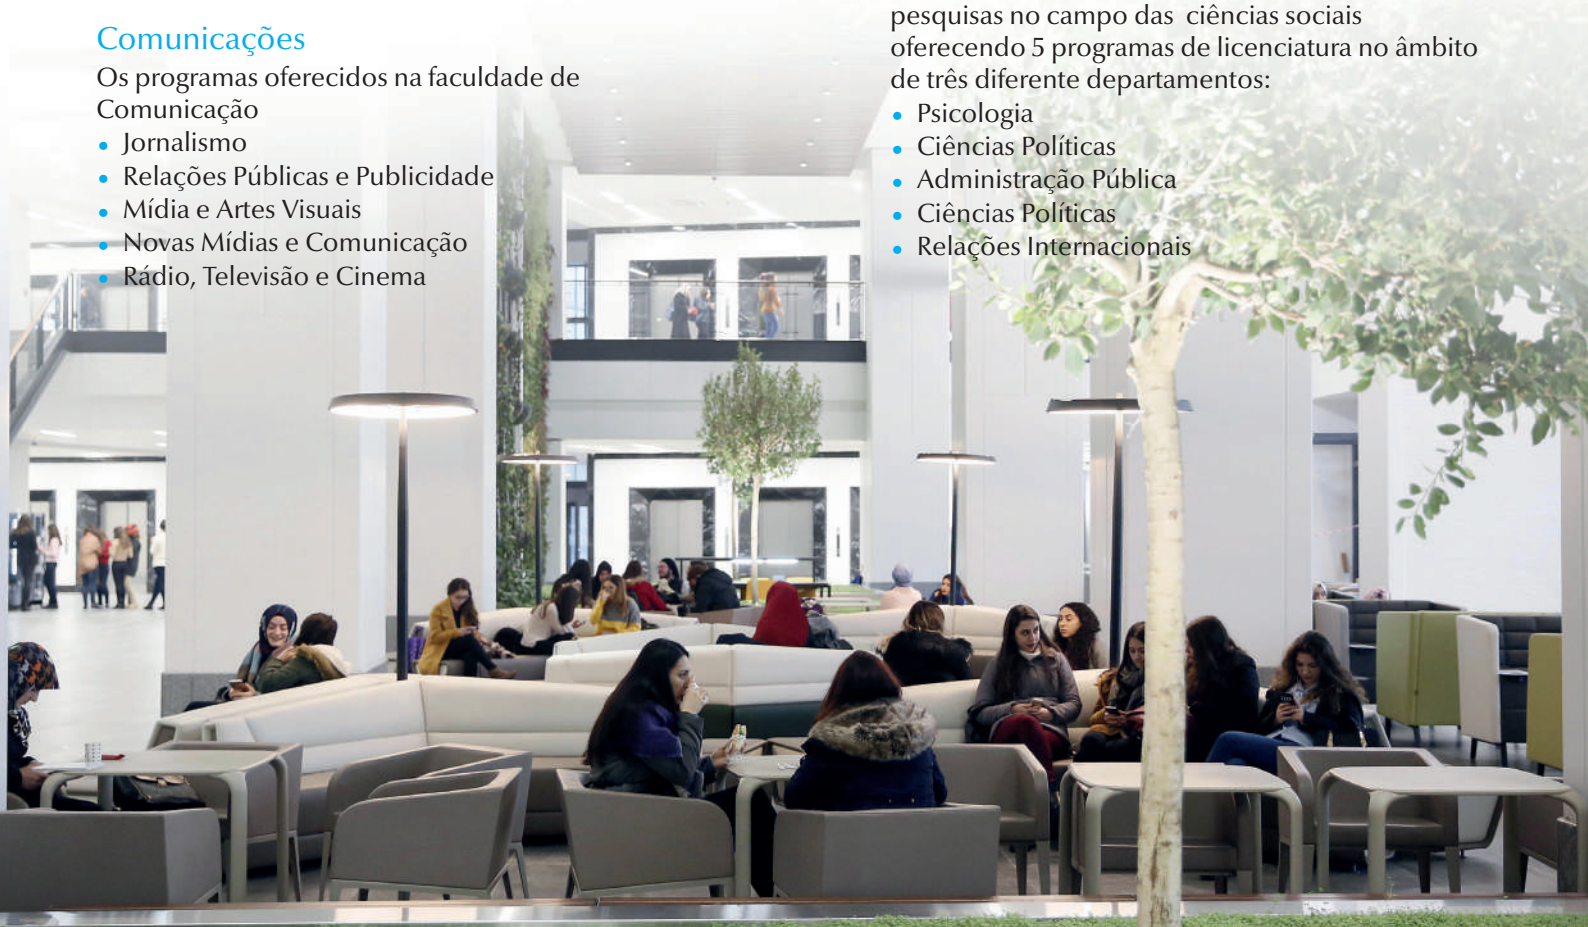 Comunicações
Os programas oferecidos na faculdade de
Comunicação
• Jornalismo
• Relações Públicas e Publicidade
• Mídia e Artes Visuais
• Novas Mídias e Comunicação
• Rádio, Televisão e Cinema
pesquisas no campo das ciências sociais
oferecendo 5 programas de licenciatura no âmbito
de três diferente departamentos:
• Psicologia
• Ciências Políticas
• Administração Pública
• Ciências Políticas
• Relações Internacionais